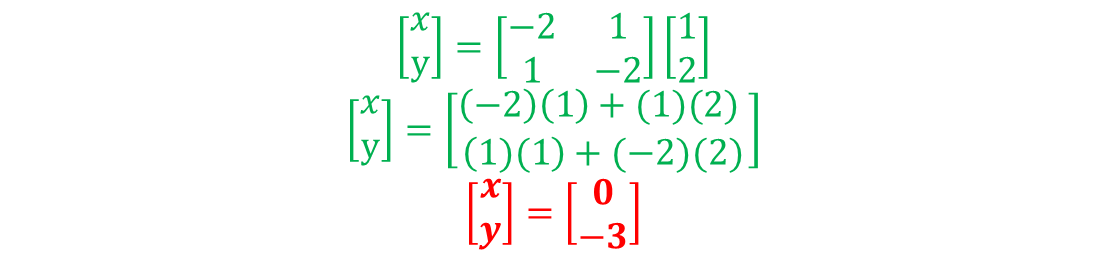 [x y] = [−2 1 1 −2] [1 2]
[x y] = [(−2)(1) + (1)(2) (1)(1) + (−2)(2)]
[x y] = [0 −3]